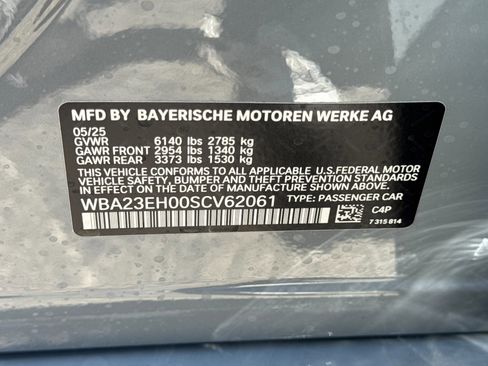 MFD BY BAYERISCHE MOTOREN WERKE AG
05/25
GVWR 6140 lbs 2785 kg
GAWR FRONT 2954 lbs 1340 kg
GAWR REAR 3373 lbs 1530 kg
THIS VEHICLE CONFORMS TO ALL APPLICABLE U.S.FEDERAL MOTOR
VEHICLE SAFETY, BUMPER AND THEFT PREVENTION STANDARDS
IN EFFECT ON THE DATE OF MANUFACTURE SHOWN ABOVE.
WBA23EH00SCV62061 TYPE: PASSENGER CAR
C4P
7 315 814